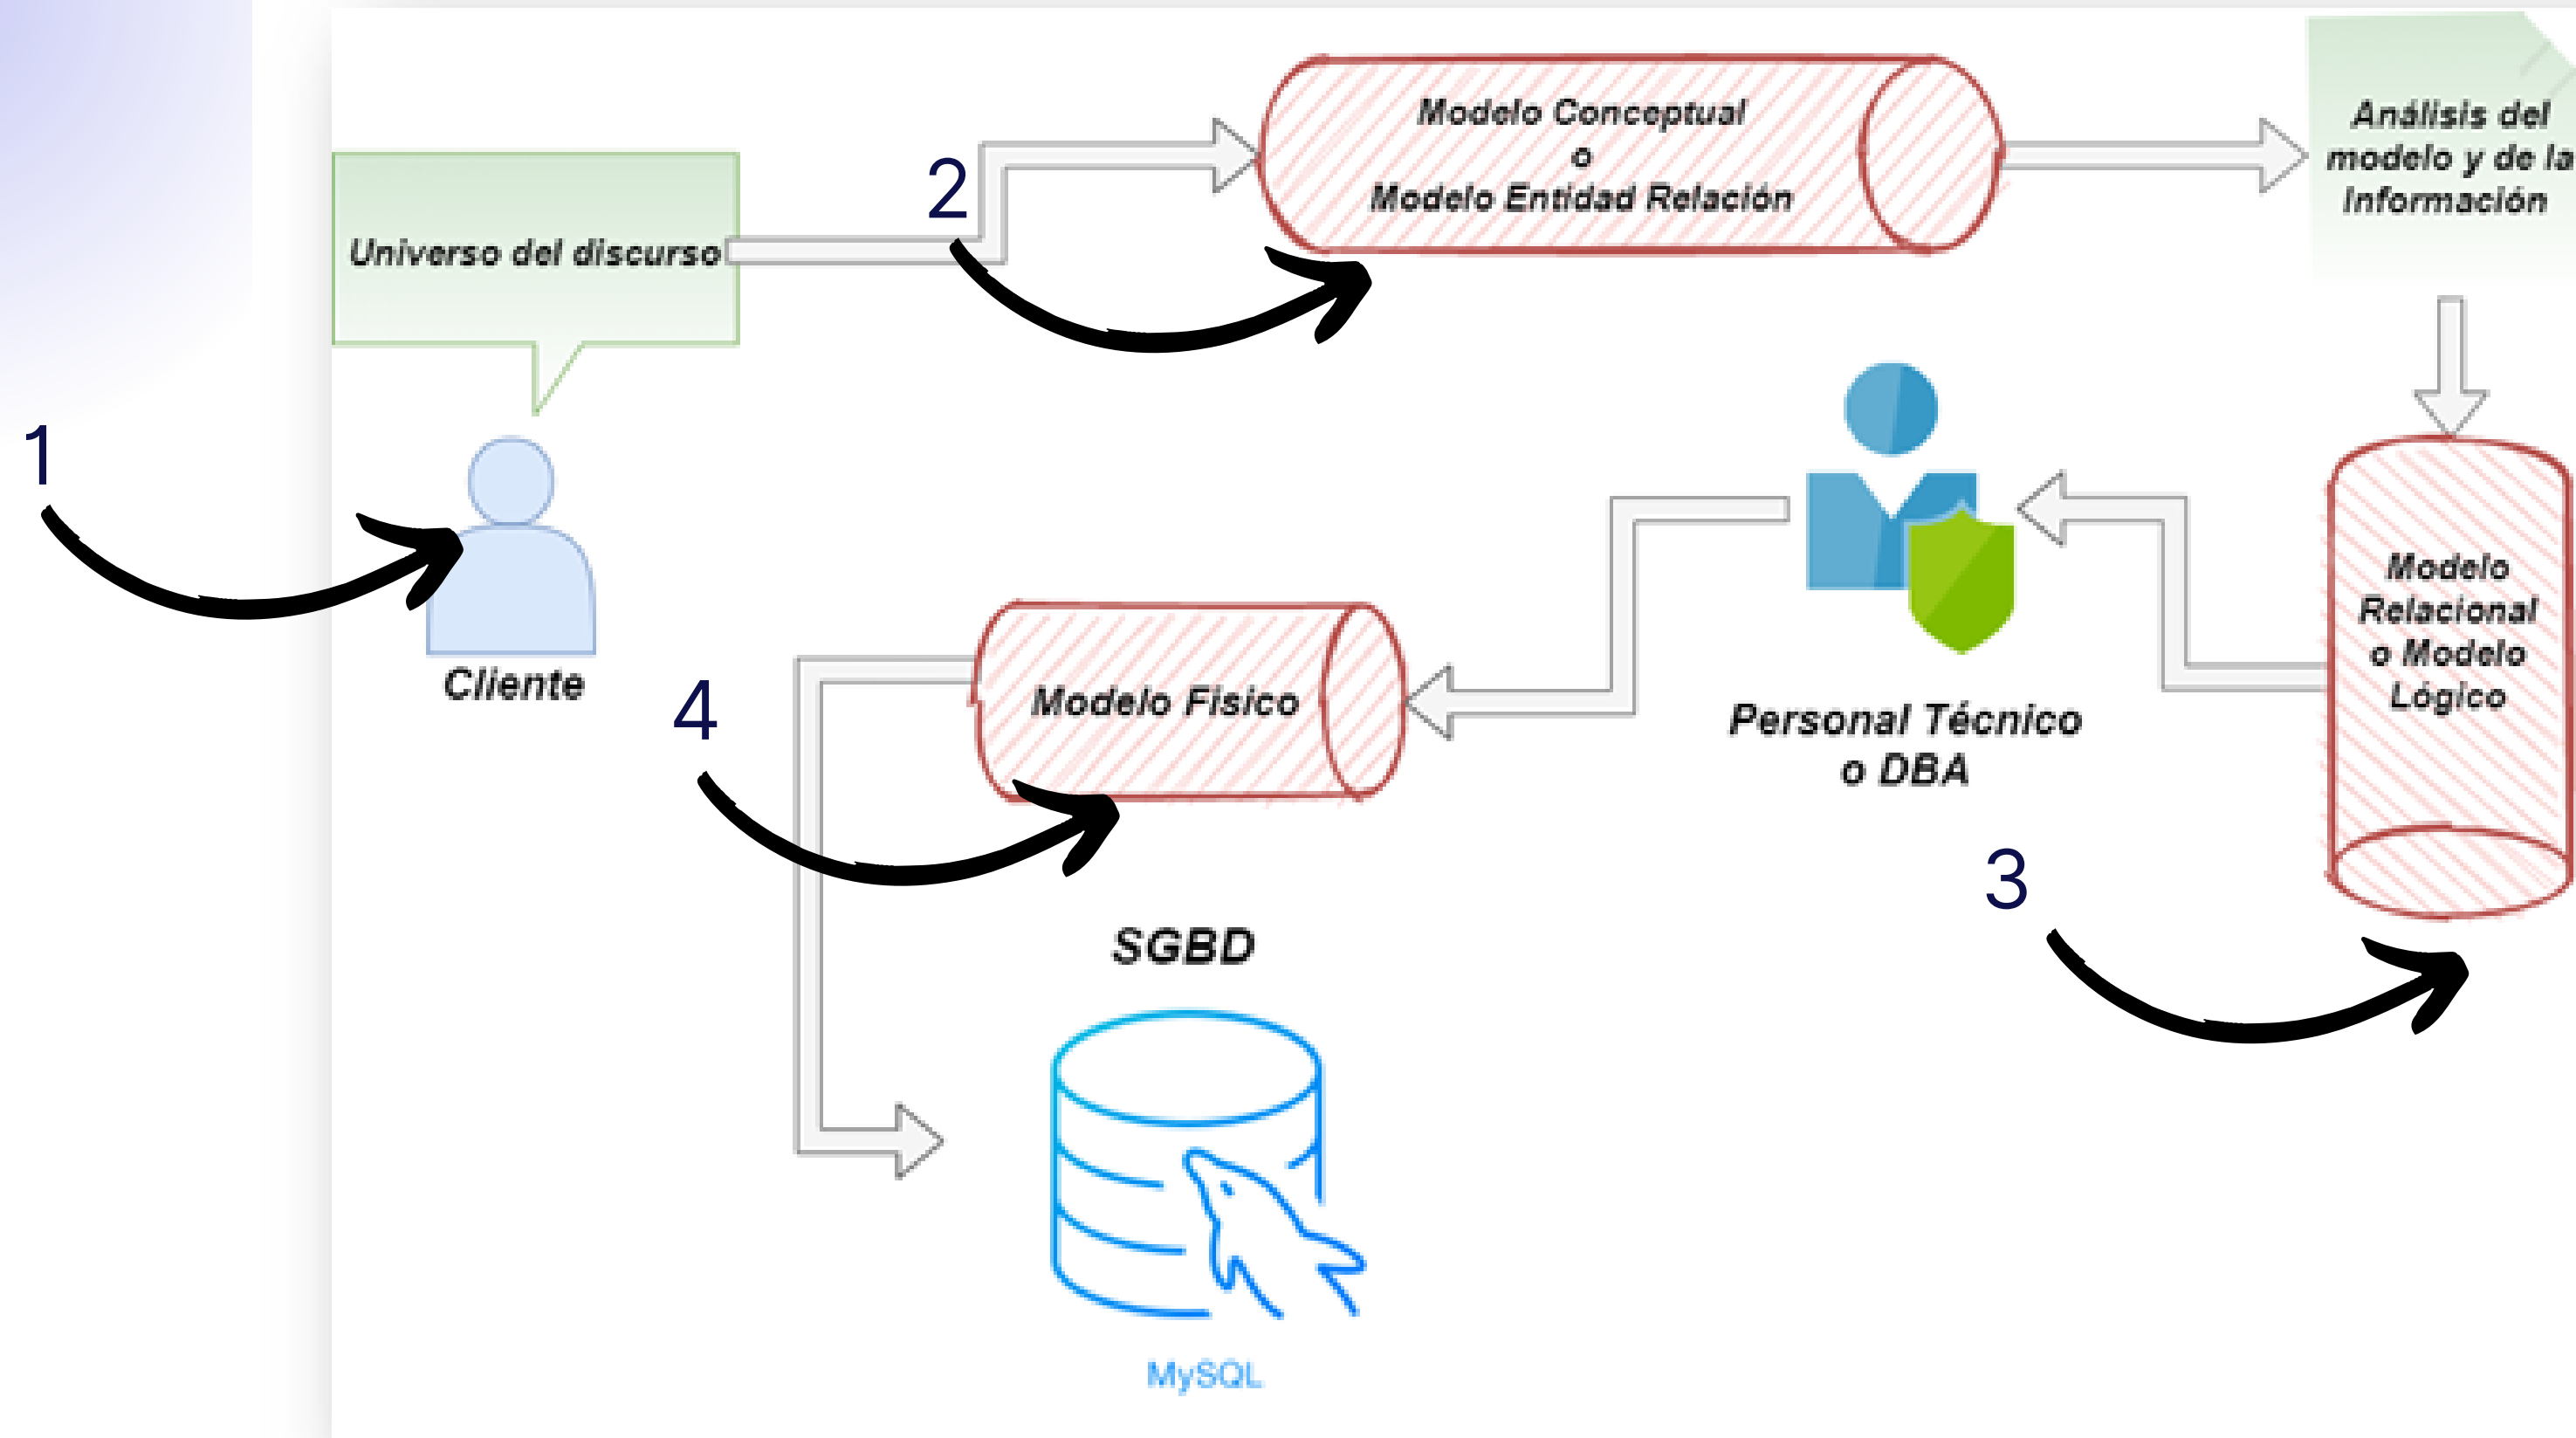 Modelo Conceptual
o
Modelo Entidad Relación
Análisis del
modelo y de la
Información
2
Universo del discurso
1
Cliente
Modelo
Relacional
o Modelo
Lógico
4
Modelo Fisico
Personal Técnico
o DBA
3
SGBD
MySQL